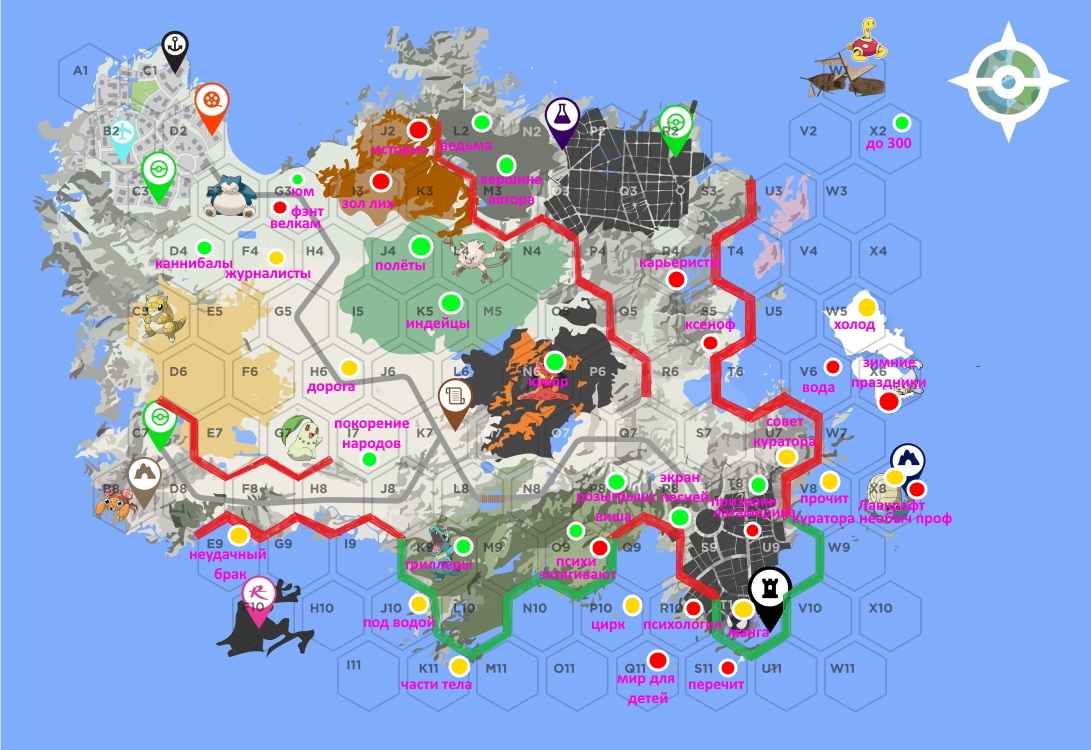 A1
C1
W1
B2
D2
J2
L2
N2
P2
R2
V2
X2
до 300
история
ведьма
C3
E3
G3
юм
I3
K3
M3
вершина
автора
O3
Q3
S3
U3
W3
фэнт
велкам
зол лих
D4
F4
H4
J4
N4
P4
R4
T4
V4
X4
каннибалы
журналисты
полёты
карьеристы
C5
E5
G5
I5
K5
M5
O5
Q5
S5
U5
W5
индейцы
ксеноф
холод
D6
F6
H6
J6
L6
N6
P6
R6
T6
V6
X6
дорога
юмор
вода
зимние
праздники
C7
E7
G7
I7
K7
O7
Q7
S7
U7
W7
покорение
народов
совет
куратора
B8
D8
F8
H8
J8
L8
N8
P8
R8
T8
V8
X8
экран
розыгрыши песней
виша
призраки
прочит
куратора
Лавкрафт
необыч проф
E9
G9
I9
K9
M9
O9
Q9
S9
U9
W9
неудачный
брак
триллеры
психи
затягивают
F10
H10
J10
L10
N10
P10
R10
V10
X10
под водой
цирк
психология
манга
I11
K11
M11
O11
Q11
S11
U11
W11
части тела
мир для
детей
перечит